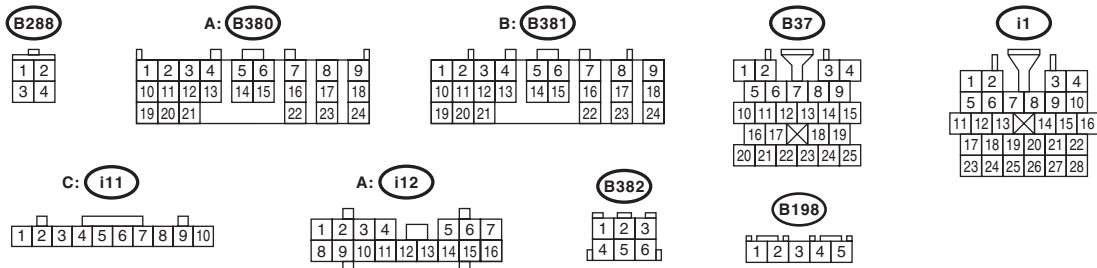 B288 A: B380 B: B381 B37 i1
1 2
3 4
1 2 3 4 5 6 7 8 9
10 11 12 13 14 15 16 17 18
19 20 21 22 23 24
1 2 3 4 5 6 7 8 9
10 11 12 13 14 15 16 17 18
19 20 21 22 23 24
1 2 3 4
5 6 7 8 9
10 11 12 13 14 15
16 17 18 19
20 21 22 23 24 25
1 2 3 4
5 6 7 8 9 10
11 12 13 14 15 16
17 18 19 20 21 22
23 24 25 26 27 28
C: i11 A: i12 B382 B198
1 2 3 4 5 6 7 8 9 10
1 2 3 4 5 6 7
8 9 10 11 12 13 14 15 16
1 2 3
4 5 6
1 2 3 4 5